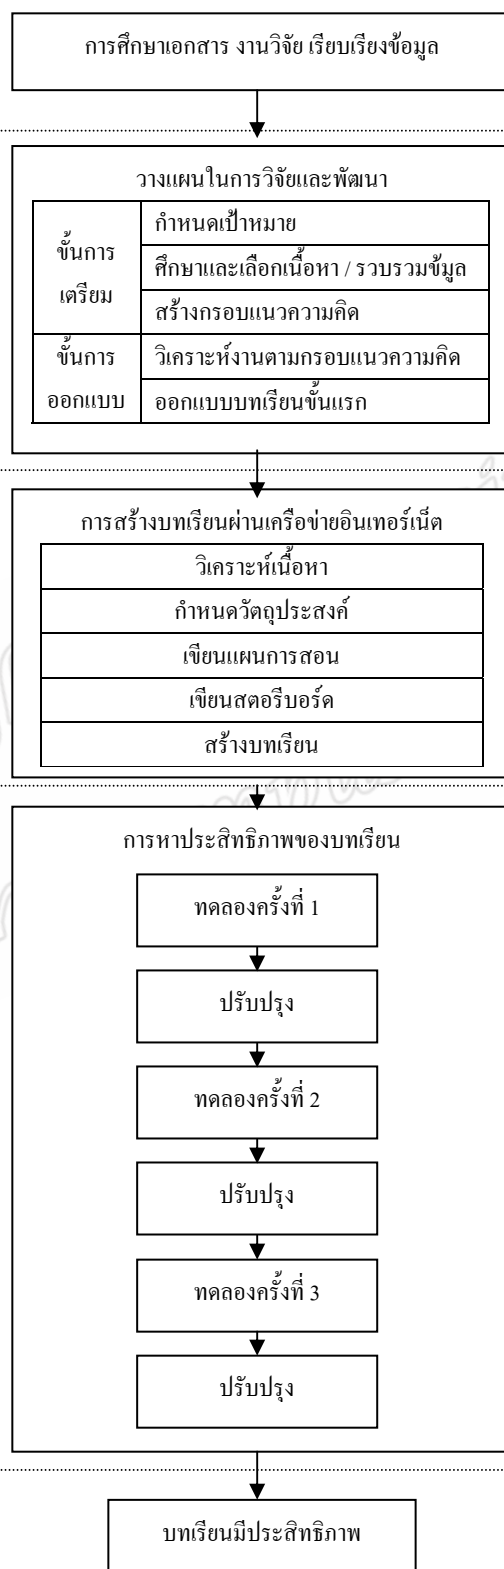 การศึกษาเอกสาร งานวิจัย เรียบเรียงข้อมูล
วางแผนในการวิจัยและพัฒนา
ขั้นการ
เตรียม
กำหนดเป้าหมาย
ศึกษาและเลือกเนื้อหา / รวบรวมข้มูล
สร้างกรอบแนวความคิด
ขั้นการ
ออกแบบ
วิเคราะห์งานตามกรอบแนวความคิด
ออกแบบบทเรียนขั้นแรก
การสร้างบทเรียนผ่านเครือข่ายอินเทอร์เน็ต
วิเคราะห์เนื้อหา
กำหนดวัตถุประสงค์
เขียนแผนการสอน
เขียนสตอรีบอร์ด
สร้างบทเรียน
การหาประสิทธิภาพของบทเรียน
ทดลองครั้งที่ 1
ปรับปรุง
ทดลองครั้งที่ 2
ปรับปรุง
ทดลองครั้งที่ 3
ปรับปรุง
บทเรียนมีประสิทธิภาพ